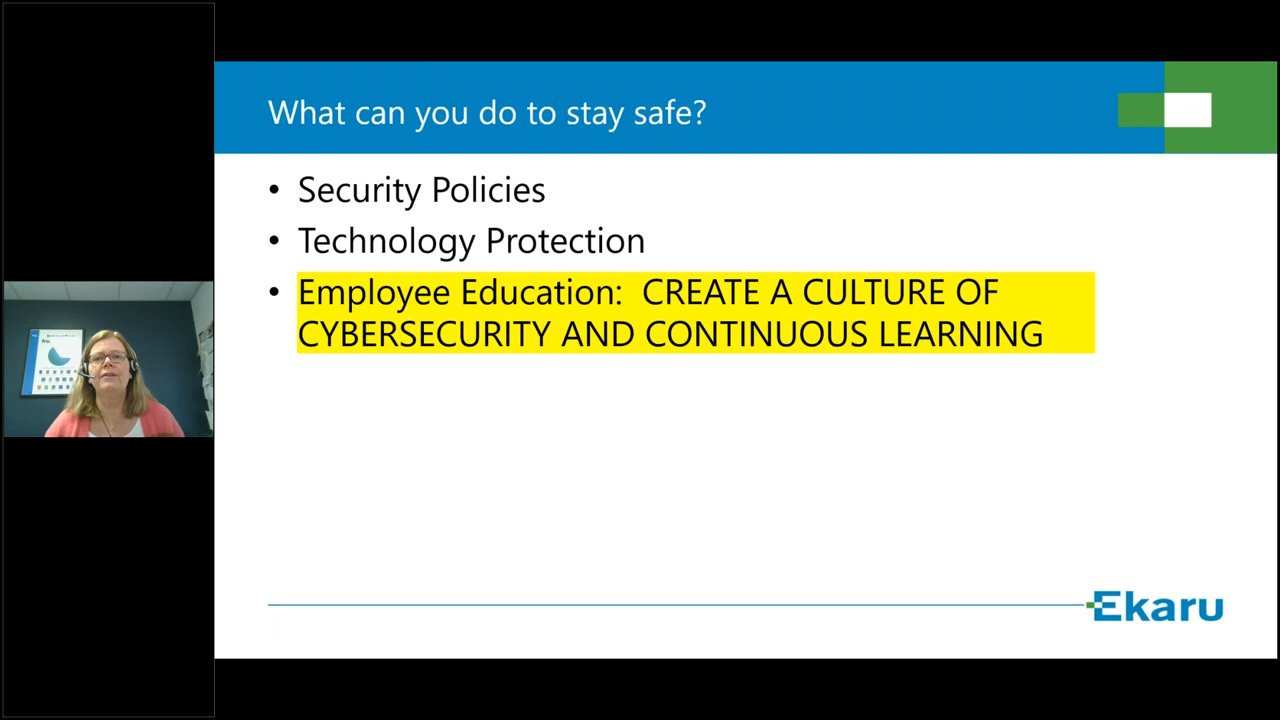 What can you do to stay safe?
• Security Policies
• Technology Protection
• Employee Education: CREATE A CULTURE OF
CYBERSECURITY AND CONTINUOUS LEARNING
Ekaru